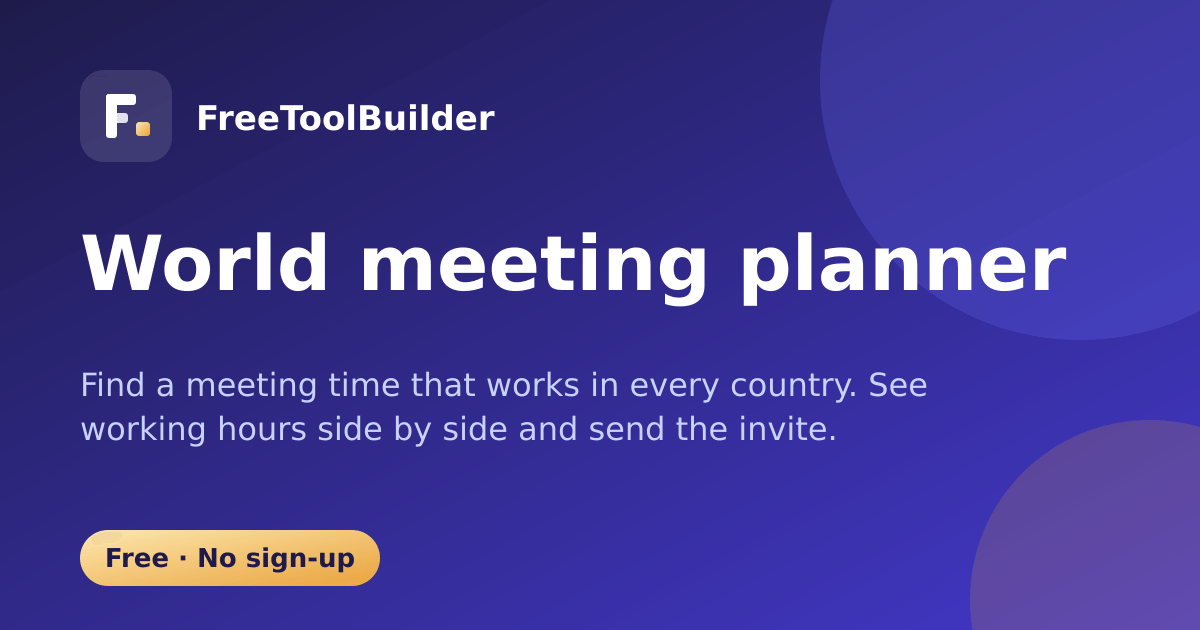 F.
FreeToolBuilder
World meeting planner
Find a meeting time that works in every country. See
working hours side by side and send the invite.
Free · No sign-up